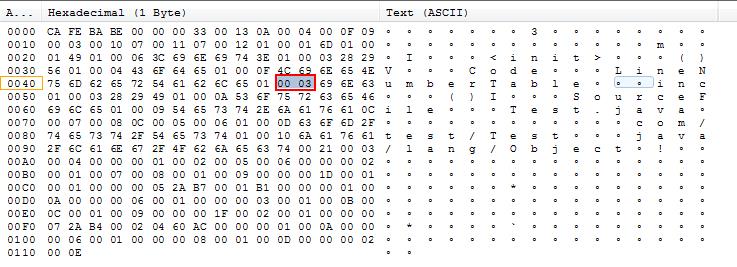 A... Hexadecimal (1 Byte) Text (ASCII)
0000 CA FE BA BE 00 00 00 33 00 13 0A 00 04 00 0F 09 ° ° ° ° ° ° ° 3 ° ° ° ° ° ° ° °
0010 00 03 00 10 07 00 11 07 00 12 01 00 01 6D 01 00 ° ° ° ° ° ° ° ° ° ° ° ° ° m ° °
0020 01 49 01 00 06 3C 69 6E 69 74 3E 01 00 03 28 29 ° I ° ° ° < i n i t > ° ° ° ( )
0030 56 01 00 04 43 6F 64 65 01 00 0F 4C 69 6E 65 4E V ° ° ° C o d e ° ° ° L i n e N
0040 75 6D 62 65 72 54 61 62 6C 65 01 00 03 69 6E 63 u m b e r T a b l e ° ° ° i n c
0050 01 00 03 28 29 49 01 00 0A 53 6F 75 72 63 65 46 ° ° ° ( ) I ° ° ° S o u r c e F
0060 69 6C 65 01 00 09 54 65 73 74 2E 6A 61 76 61 0C i l e ° ° ° T e s t . j a v a °
0070 00 07 00 08 0C 00 05 00 06 01 00 0D 63 6F 6D 2F ° ° ° ° ° ° ° ° ° ° ° ° c o m /
0080 74 65 73 74 2F 54 65 73 74 01 00 10 6A 61 76 61 t e s t / T e s t ° ° ° j a v a
0090 2F 6C 61 6E 67 2F 4F 62 6A 65 63 74 00 21 00 03 / l a n g / O b j e c t ° ! ° °
00A0 00 04 00 00 00 01 00 02 00 05 00 06 00 00 00 02 ° ° ° ° ° ° ° ° ° ° ° ° ° ° ° °
00B0 00 01 00 07 00 08 00 01 00 09 00 00 00 1D 00 01 ° ° ° ° ° ° ° ° ° ° ° ° ° ° ° °
00C0 00 01 00 00 00 05 2A B7 00 01 B1 00 00 00 01 00 ° ° ° ° ° ° * ° ° ° ° ° ° ° ° °
00D0 0A 00 00 00 06 00 01 00 00 00 03 00 01 00 0B 00 ° ° ° ° ° ° ° ° ° ° ° ° ° ° ° °
00E0 0C 00 01 00 09 00 00 00 1F 00 02 00 01 00 00 00 ° ° ° ° ° ° ° ° ° ° ° ° ° ° ° °
00F0 07 2A B4 00 02 04 60 AC 00 00 00 01 00 0A 00 00 ° * ° ° ° ° ` ° ° ° ° ° ° ° ° °
0100 00 06 00 01 00 00 00 08 00 01 00 0D 00 00 00 02 ° ° ° ° ° ° ° ° ° ° ° ° ° ° ° °
0110 00 0E ° °